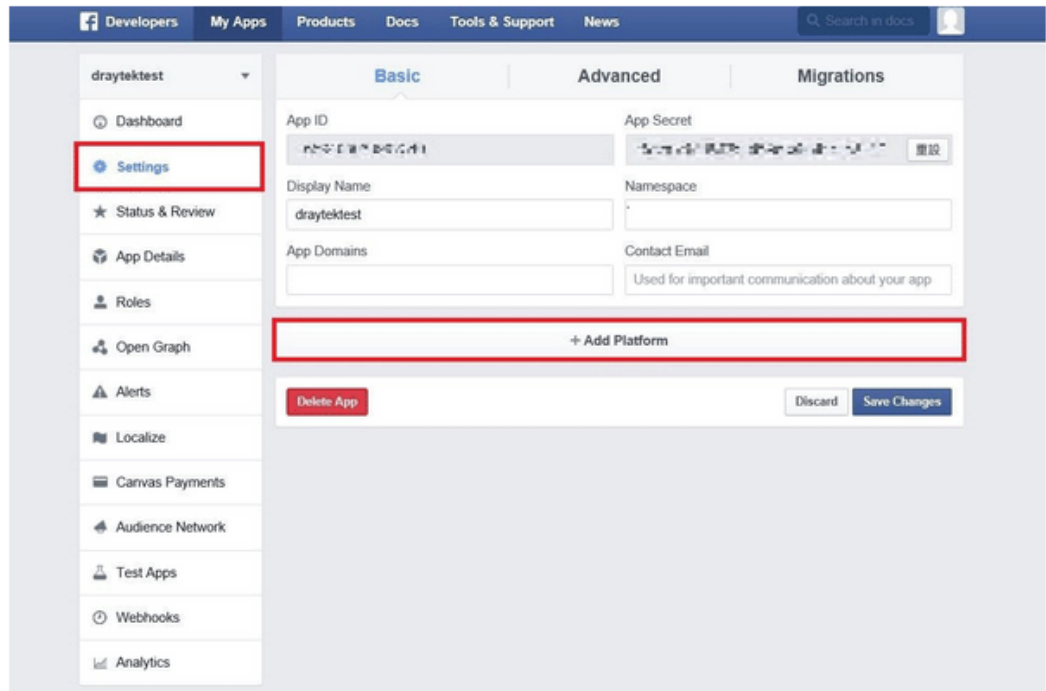 Developers My Apps Products Docs Tools & Support News Search in docs
draytektest
Dashboard
Settings
Status & Review
App Details
Roles
Open Graph
Alerts
Localize
Canvas Payments
Audience Network
Test Apps
Webhooks
Analytics
Basic Advanced Migrations
App ID App Secret
重設
Display Name Namespace
draytektest
App Domains Contact Email
Used for important communication about your app
+ Add Platform
Delete App Discard Save Changes